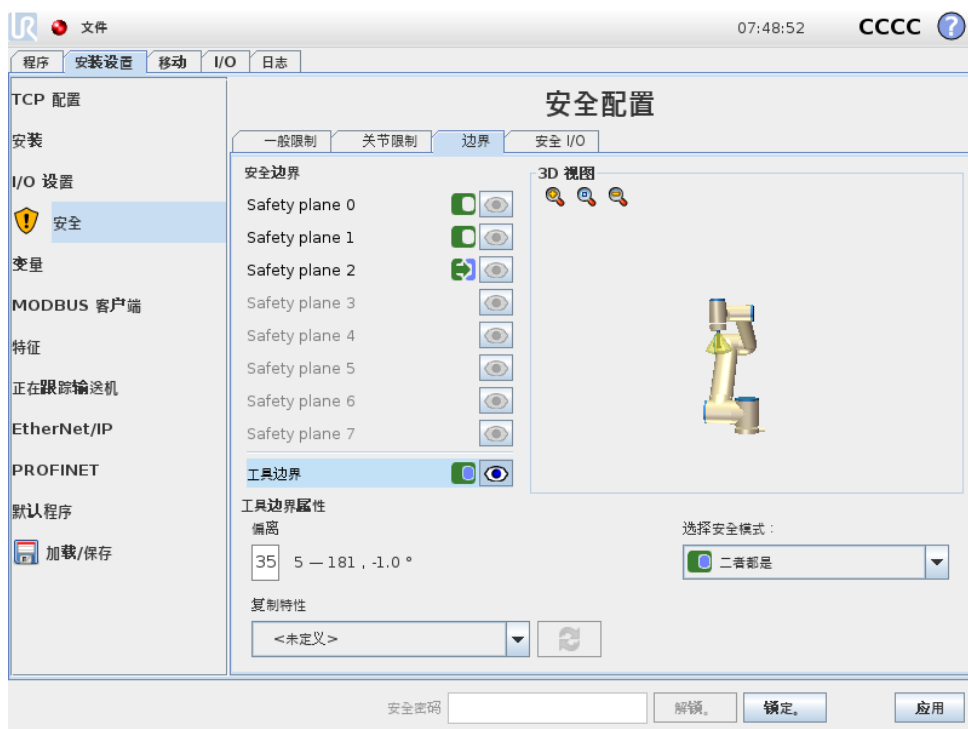 UR 文件 07:48:52 CCCC ?
程序 安装设置 移动 I/O 日志
TCP 配置
安装
I/O 设置
安全
变量
MODBUS 客户端
特征
正在跟踪输送机
EtherNet/IP
PROFINET
默认程序
加载/保存
安全配置
一般限制 关节限制 边界 安全 I/O
安全边界
Safety plane 0
Safety plane 1
Safety plane 2
Safety plane 3
Safety plane 4
Safety plane 5
Safety plane 6
Safety plane 7
工具边界
3D 视图
工具边界属性
偏离
35 5 — 181 , -1.0 °
复制特性
<未定义>
选择安全模式：
二者都是
安全密码 解锁。 锁定。 应用